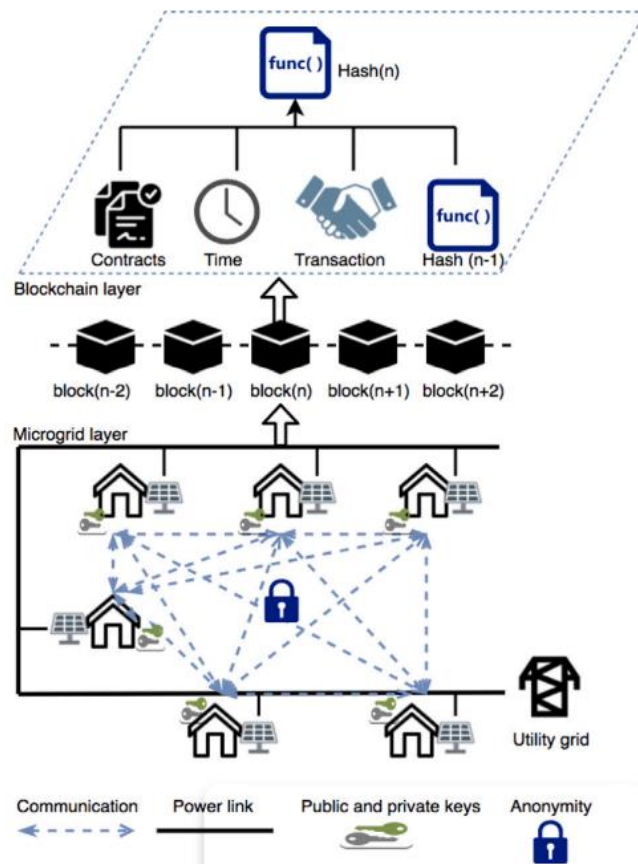 func( )
Hash(n)
func( )
Contracts Time Transaction Hash (n-1)
Blockchain layer
block(n-2) block(n-1) block(n) block(n+1) block(n+2)
Microgrid layer
Utility grid
Communication Power link Public and private keys Anonymity